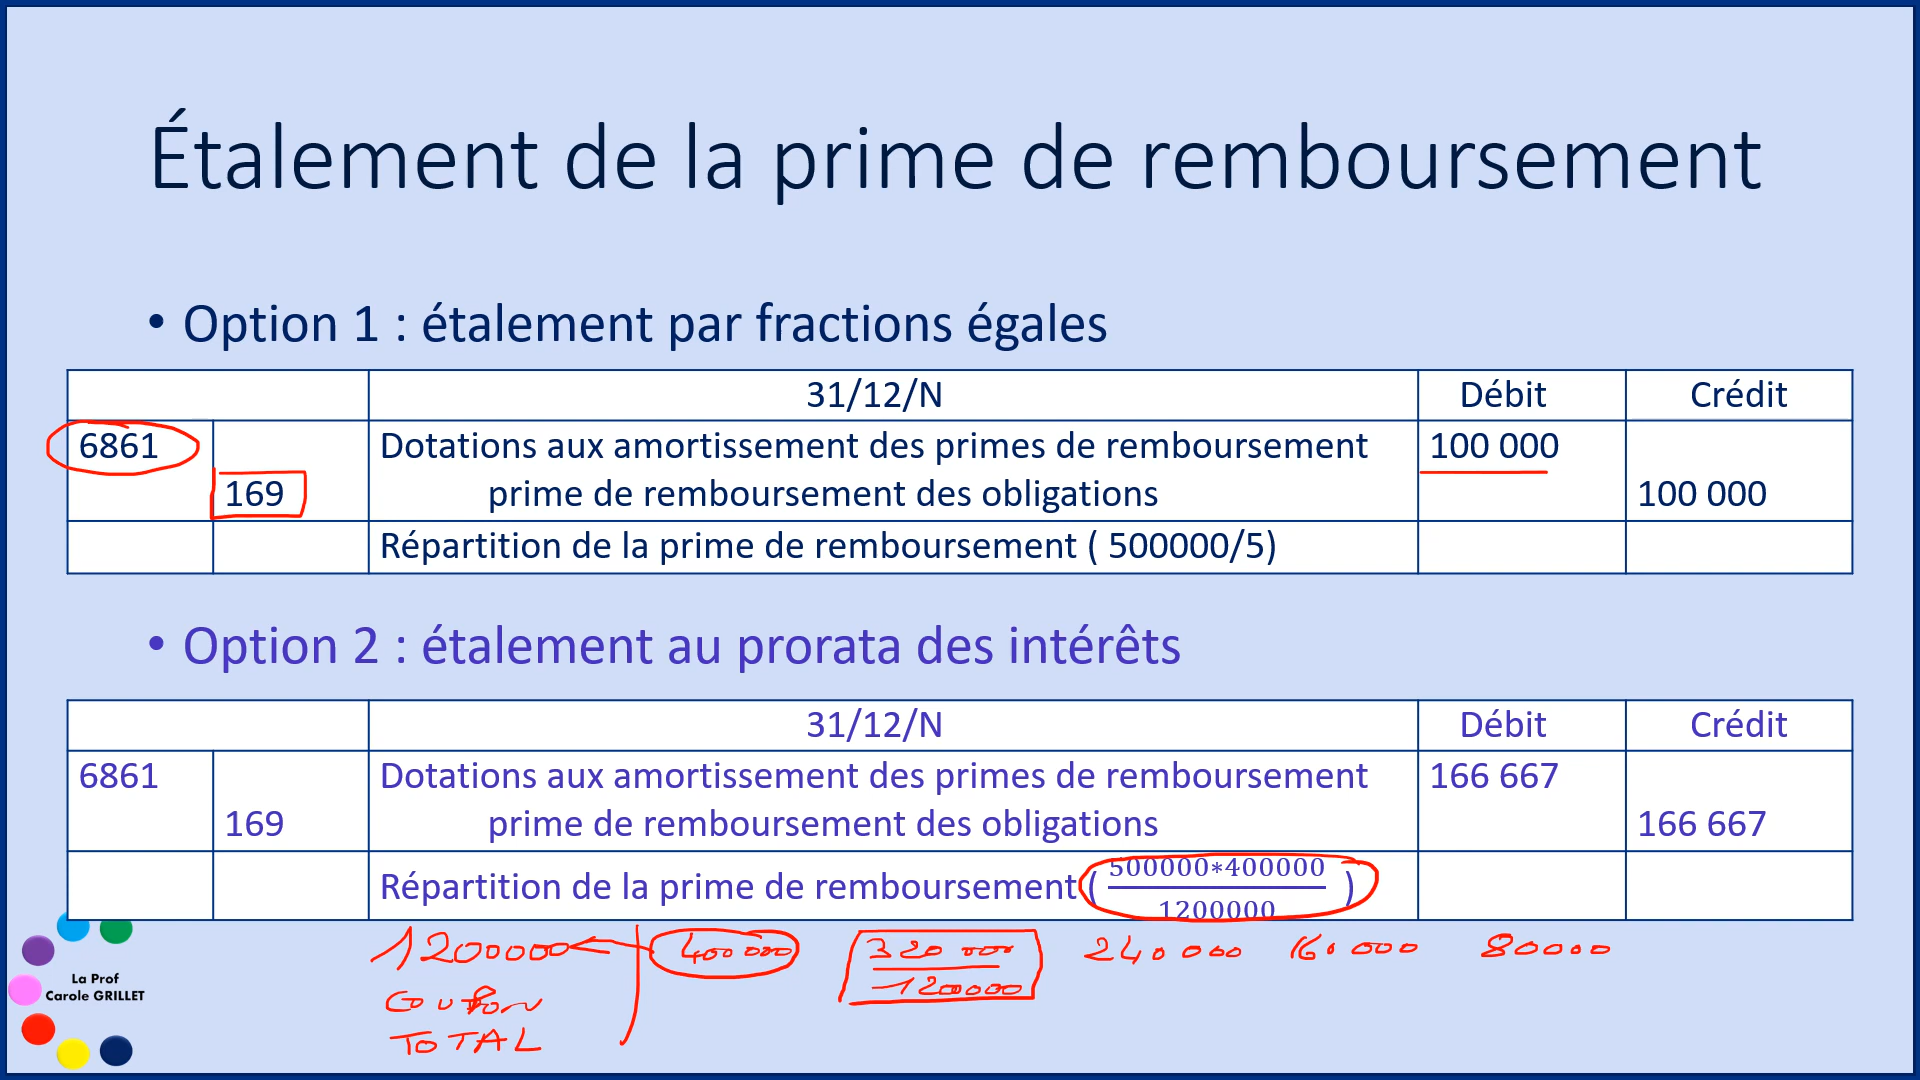 Étalement de la prime de remboursement
• Option 1 : étalement par fractions égales
31/12/N Débit Crédit
6861 Dotations aux amortissement des primes de remboursement 100 000
169 prime de remboursement des obligations 100 000
Répartition de la prime de remboursement ( 500000/5)
• Option 2 : étalement au prorata des intérêts
31/12/N Débit Crédit
6861 Dotations aux amortissement des primes de remboursement 166 667
169 prime de remboursement des obligations 166 667
Répartition de la prime de remboursement ( 500000*400000
1200000 )
1200000 400 000 320 000 240 000 160 000 80000
1200000
COUPON
TOTAL
La Prof
Carole GRILLET